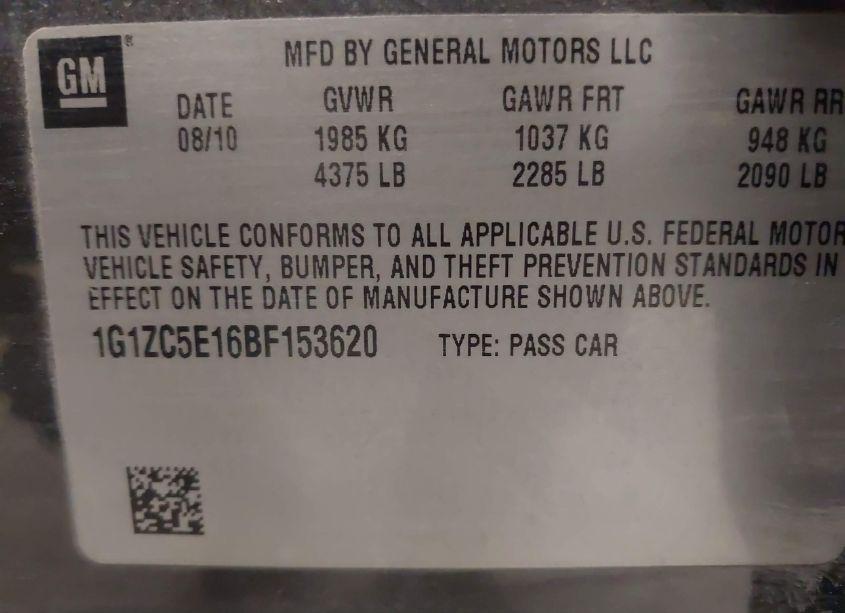 GM®
MFD BY GENERAL MOTORS LLC
DATE GVWR GAWR FRT GAWR RR
08/10 1985 KG 1037 KG 948 KG
4375 LB 2285 LB 2090 LB
THIS VEHICLE CONFORMS TO ALL APPLICABLE U.S. FEDERAL MOTOR
VEHICLE SAFETY, BUMPER, AND THEFT PREVENTION STANDARDS IN
EFFECT ON THE DATE OF MANUFACTURE SHOWN ABOVE.
1G1ZC5E16BF153620 TYPE: PASS CAR